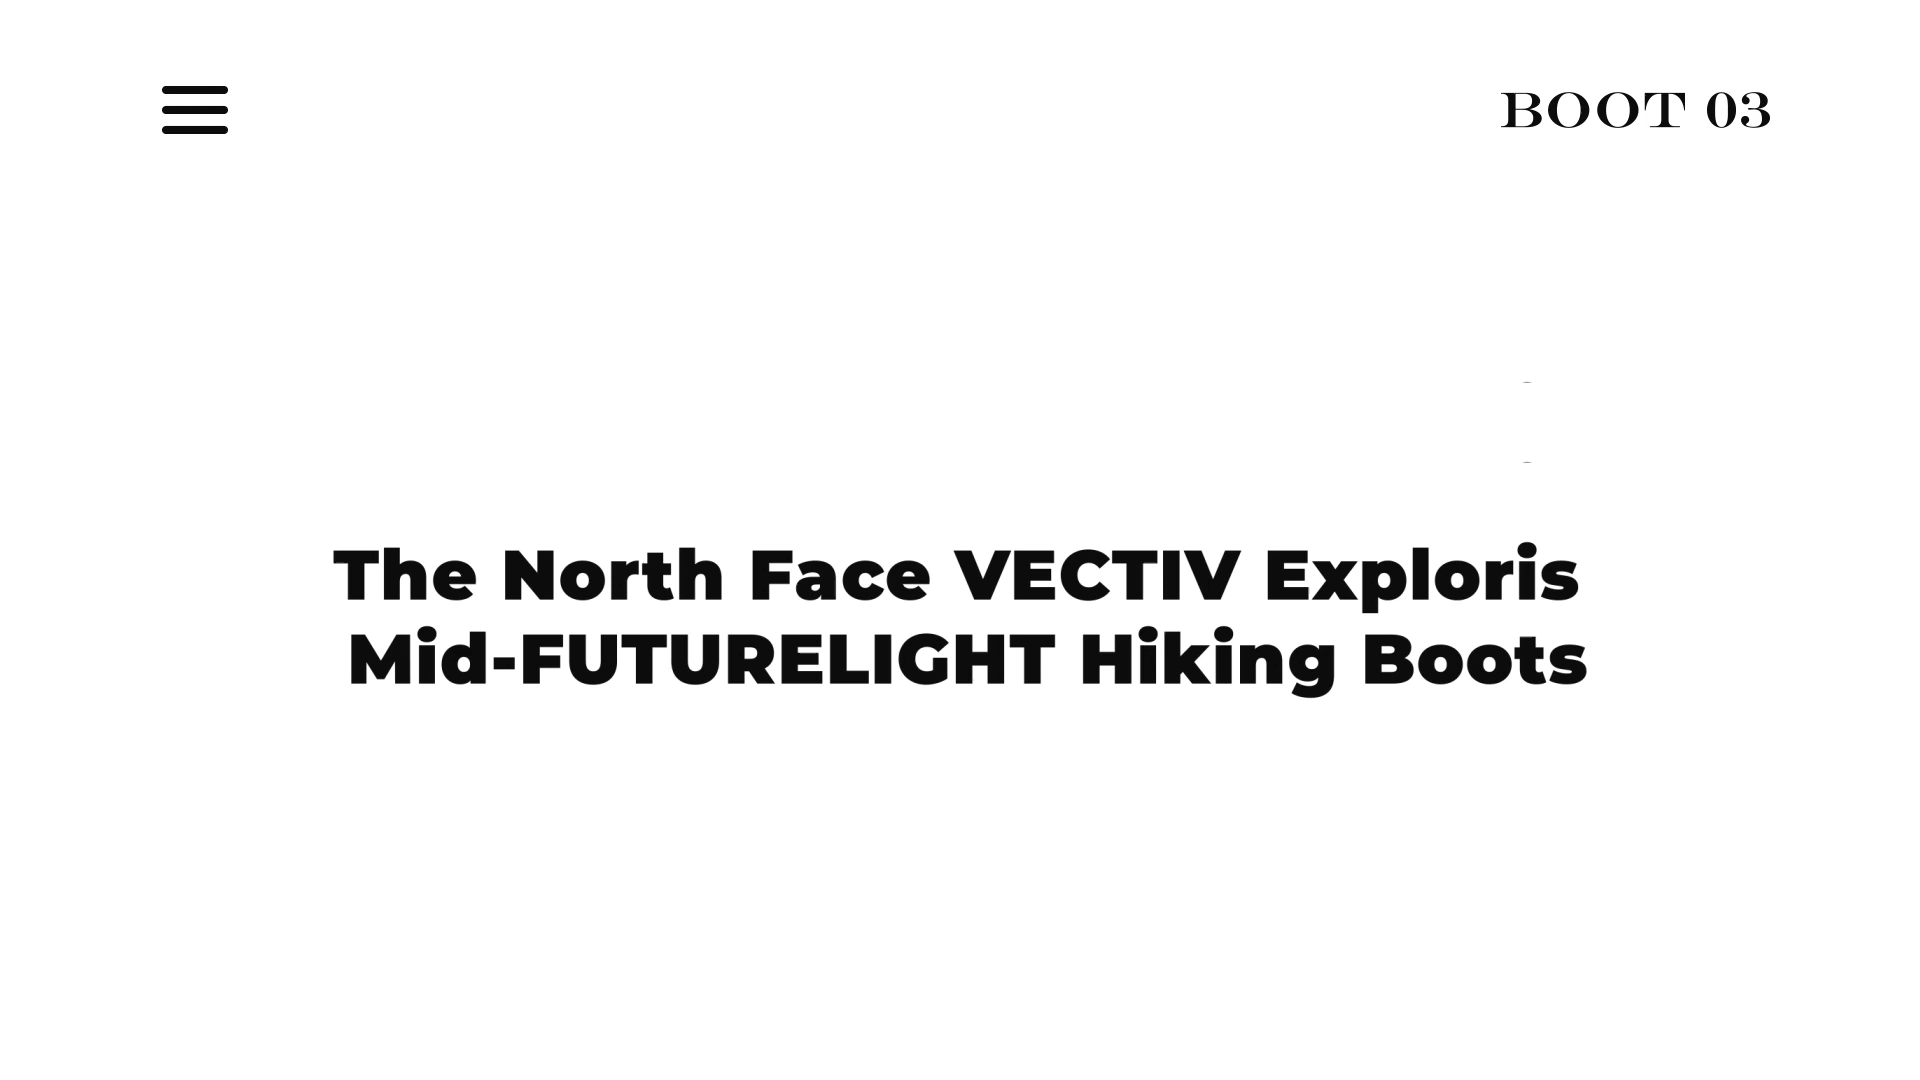 BOOT 03
The North Face VECTIV Exploris
Mid-FUTURELIGHT Hiking Boots